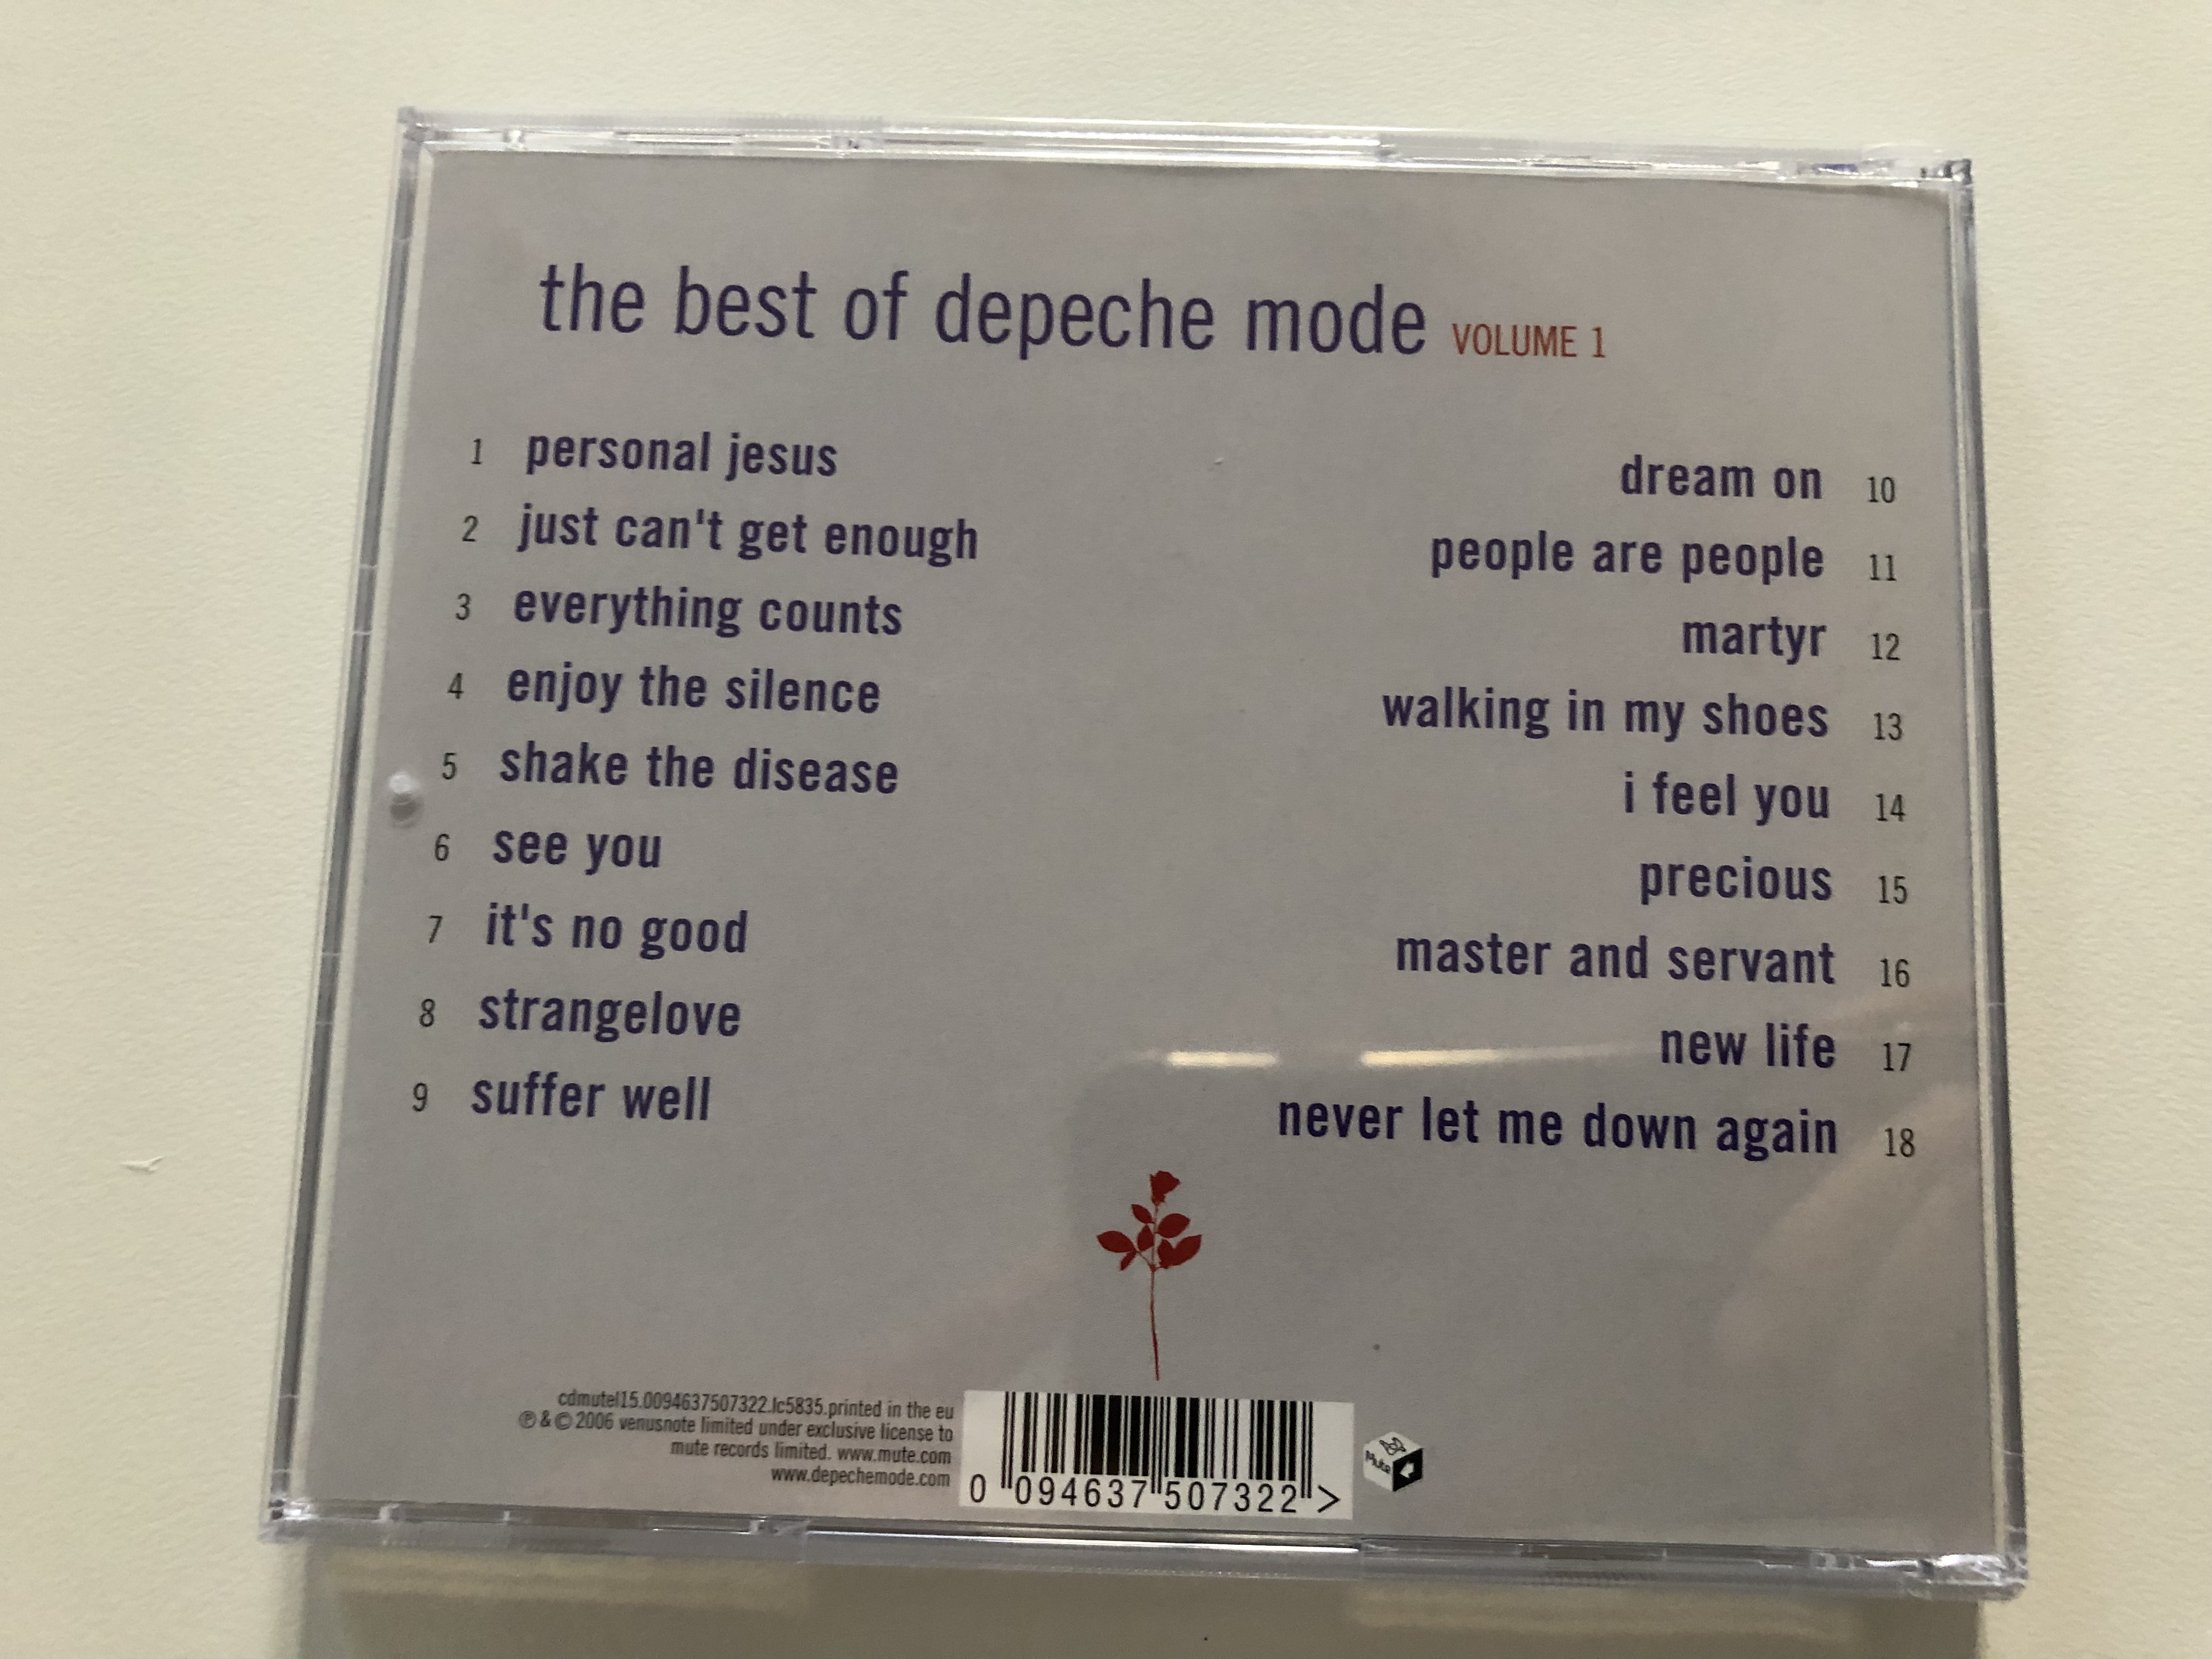 the best of depeche mode VOLUME 1
1 personal jesus
2 just can't get enough
3 everything counts
4 enjoy the silence
5 shake the disease
6 see you
7 it's no good
8 strangelove
9 suffer well
dream on 10
people are people 11
martyr 12
walking in my shoes 13
i feel you 14
precious 15
master and servant 16
new life 17
never let me down again 18
cdmutel15.0094637507322.lc5835.printed in the eu
℗ & © 2006 venusnote limited under exclusive license to
mute records limited. www.mute.com
www.depechemode.com
0 094637 507322 >
Mute